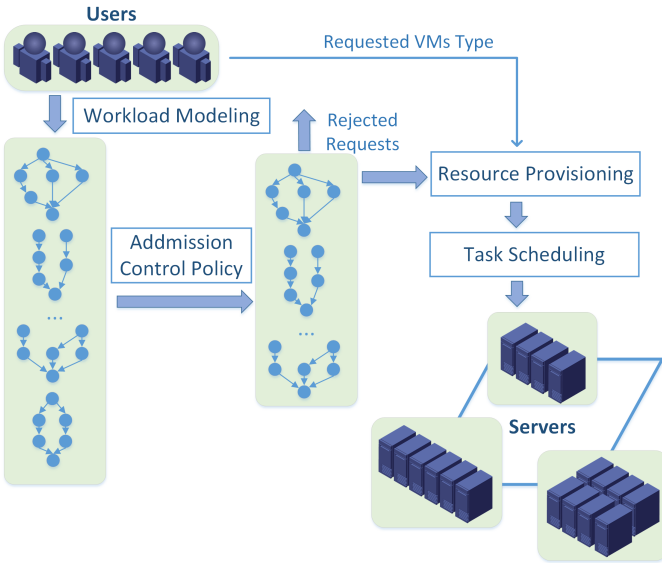 Users
Requested VMs Type
Workload Modeling
Rejected
Requests
Resource Provisioning
Addmission
Control Policy
Task Scheduling
...
...
Servers